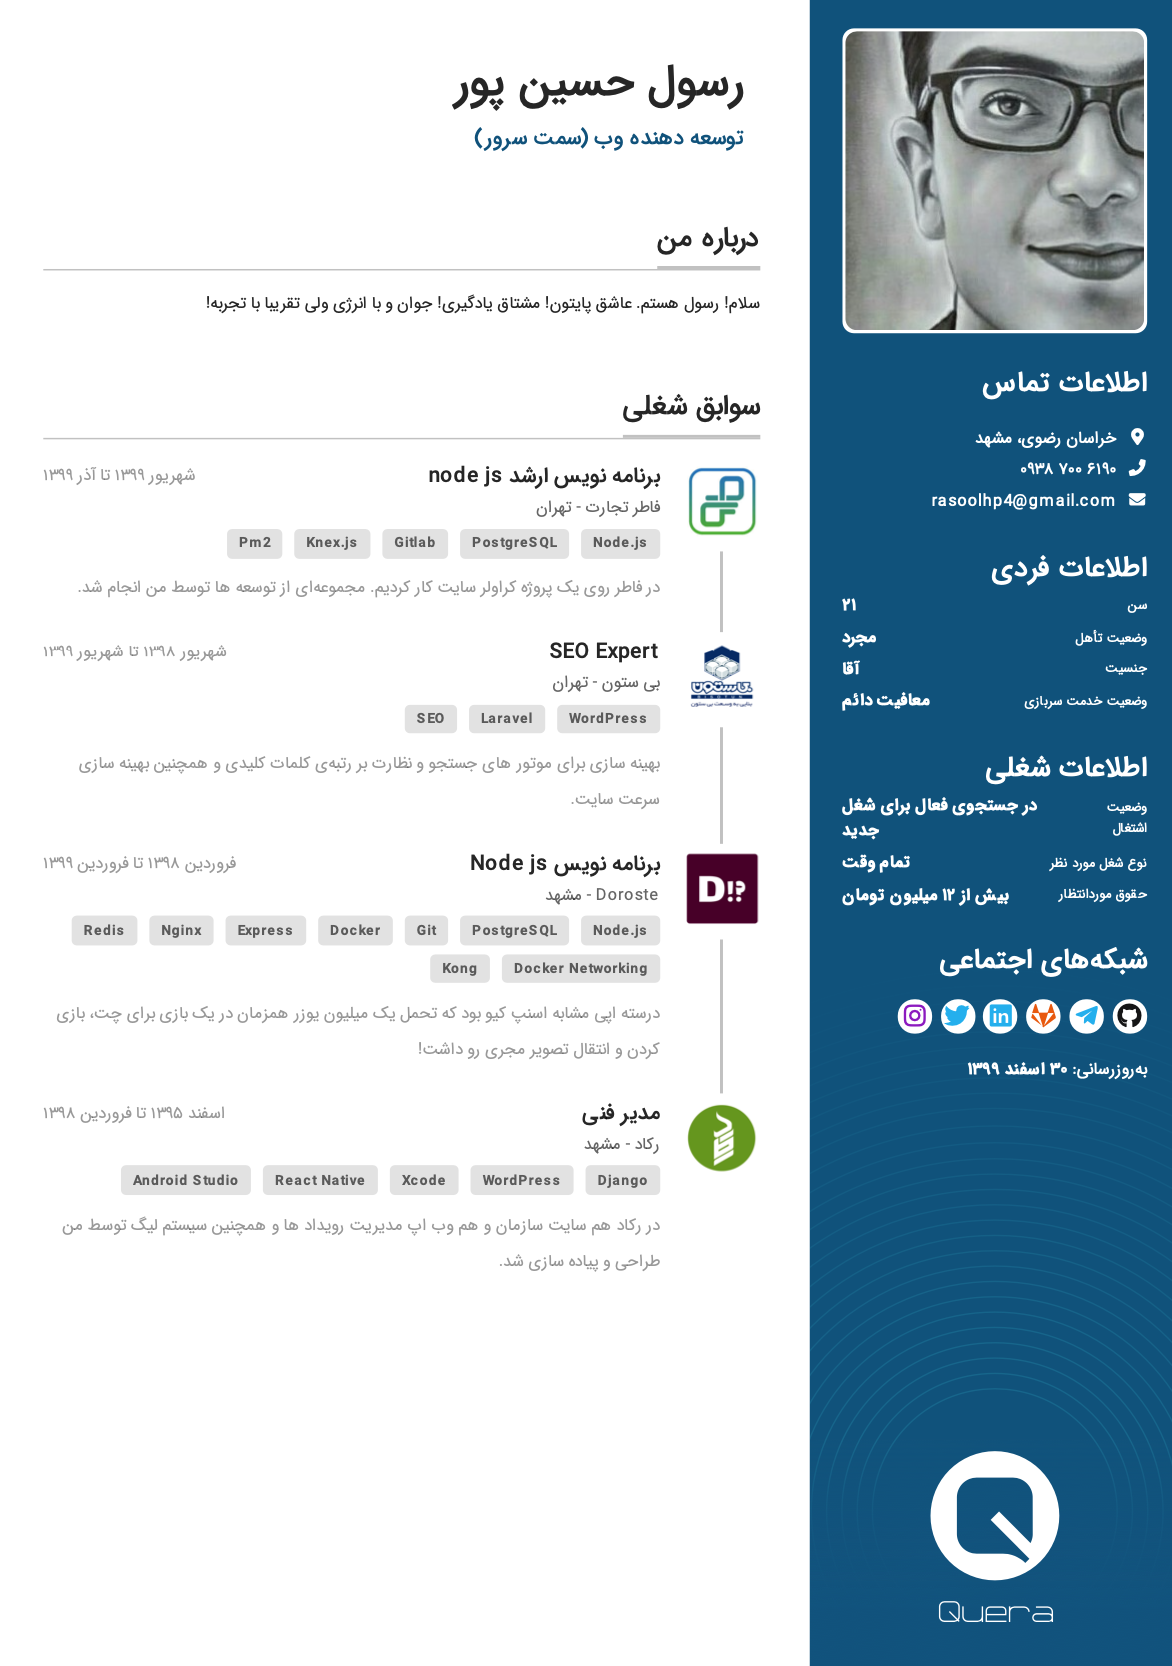 رسول حسین پور
توسعه دهنده وب (سمت سرور)
درباره من
سلام! رسول هستم. عاشق پایتون! مشتاق یادگیری! جوان و با انرژی ولی تقریبا با تجربه!
سوابق شغلی
برنامه نویس ارشد node js
شهریور ۱۳۹۹ تا آذر ۱۳۹۹
فاطر تجارت - تهران
Node.js PostgreSQL Gitlab Knex.js Pm2
در فاطر روی یک پروژه کراولر سایت کار کردیم. مجموعه‌ای از توسعه ها توسط من انجام شد.
SEO Expert
شهریور ۱۳۹۸ تا شهریور ۱۳۹۹
بی ستون - تهران
WordPress Laravel SEO
بهینه سازی برای موتور های جستجو و نظارت بر رتبه‌ی کلمات کلیدی و همچنین بهینه سازی
سرعت سایت.
برنامه نویس Node js
فروردین ۱۳۹۸ تا فروردین ۱۳۹۹
Doroste - مشهد
Node.js PostgreSQL Git Docker Express Nginx Redis
Docker Networking Kong
درسته اپی مشابه اسنپ کیو بود که تحمل یک میلیون یوزر همزمان در یک بازی برای چت، بازی
کردن و انتقال تصویر مجری رو داشت!
مدیر فنی
اسفند ۱۳۹۵ تا فروردین ۱۳۹۸
رکاد - مشهد
Django WordPress Xcode React Native Android Studio
در رکاد هم سایت سازمان و هم وب اپ مدیریت رویداد ها و همچنین سیستم لیگ توسط من
طراحی و پیاده سازی شد.
اطلاعات تماس
خراسان رضوی، مشهد
۰۹۳۸ ۷۰۰ ۶۱۹۰
rasoolhp4@gmail.com
اطلاعات فردی
سن ۲۱
وضعیت تأهل مجرد
جنسیت آقا
وضعیت خدمت سربازی معافیت دائم
اطلاعات شغلی
وضعیت اشتغال در جستجوی فعال برای شغل
جدید
نوع شغل مورد نظر تمام وقت
حقوق موردانتظار بیش از ۱۲ میلیون تومان
شبکه‌های اجتماعی
به‌روزرسانی: ۳۰ اسفند ۱۳۹۹
Quera